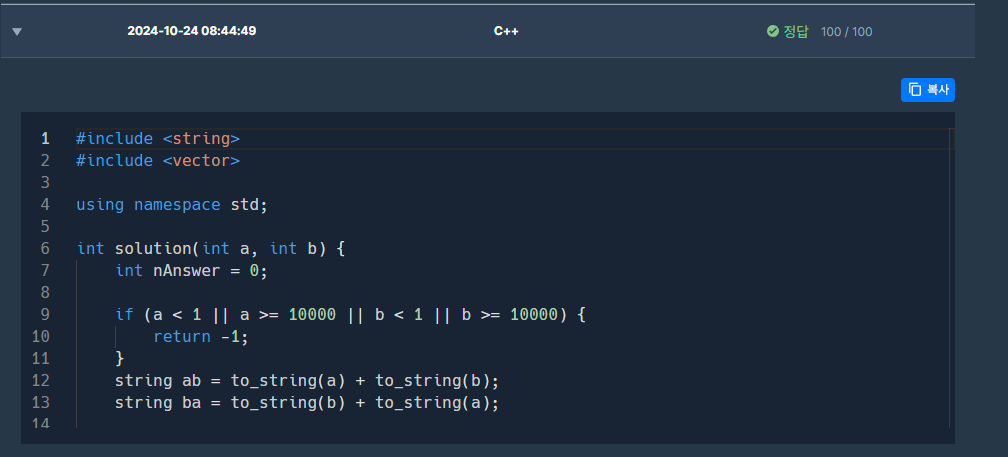 ▼ 2024-10-24 08:44:49 C++ 정답 100 / 100
복사
1 #include <string>
2 #include <vector>
3
4 using namespace std;
5
6 int solution(int a, int b) {
7     int nAnswer = 0;
8
9     if (a < 1 || a >= 10000 || b < 1 || b >= 10000) {
10         return -1;
11     }
12     string ab = to_string(a) + to_string(b);
13     string ba = to_string(b) + to_string(a);
14